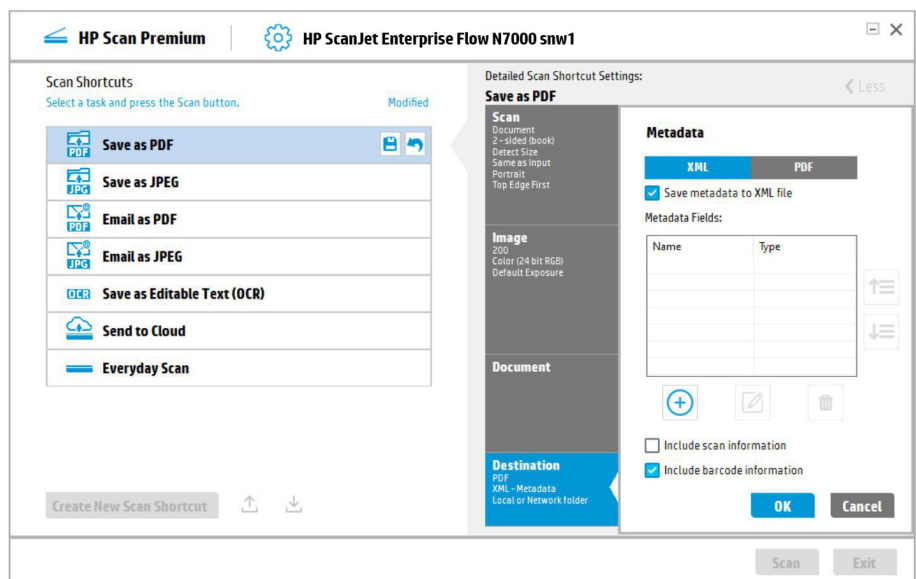 HP Scan Premium
HP ScanJet Enterprise Flow N7000 snw1
Scan Shortcuts
Select a task and press the Scan button.
Modified
PDF
Save as PDF
JPG
Save as JPEG
PDF
Email as PDF
JPG
Email as JPEG
OCR
Save as Editable Text (OCR)
Send to Cloud
Everyday Scan
Create New Scan Shortcut
Detailed Scan Shortcut Settings:
Save as PDF
Less
Scan
Document
2-sided (book)
Detect Size
Same as Input
Portrait
Top Edge First
Image
200
Color (24 bit RGB)
Default Exposure
Document
Destination
PDF
XML - Metadata
Local or Network folder
Metadata
XML PDF
Save metadata to XML file
Metadata Fields:
Name Type
Include scan information
Include barcode information
OK Cancel
Scan Exit